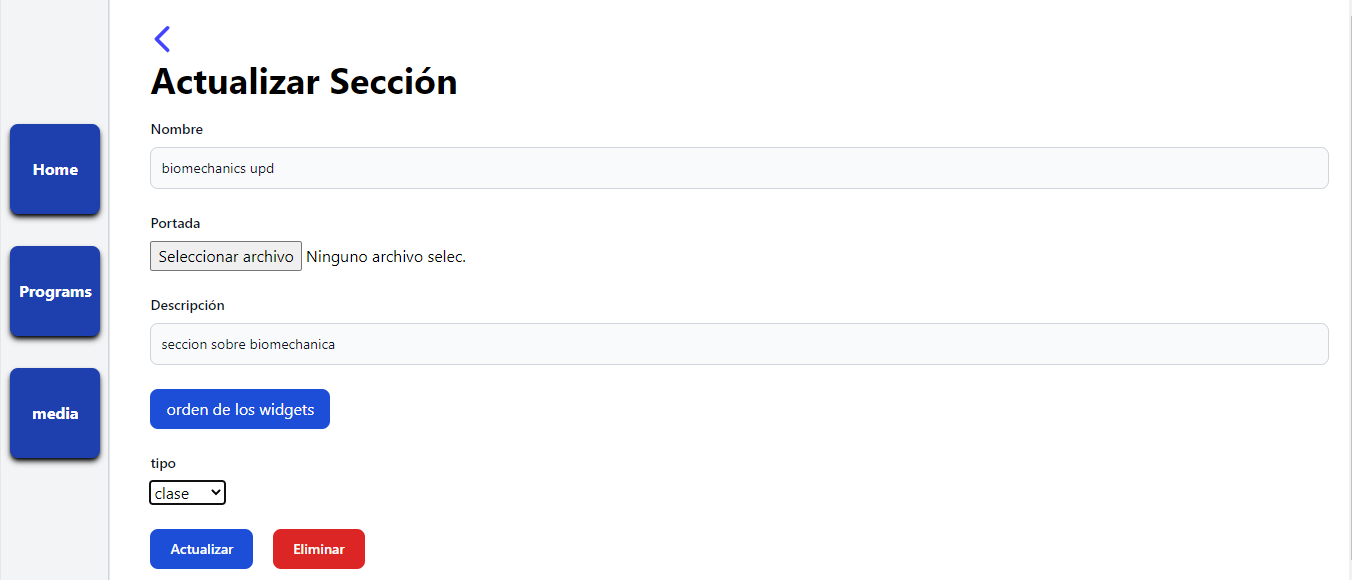 Home
Programs
media
Actualizar Sección
Nombre
biomechanics upd
Portada
Seleccionar archivo Ninguno archivo selec.
Descripción
seccion sobre biomechanica
orden de los widgets
tipo
clase
Actualizar Eliminar